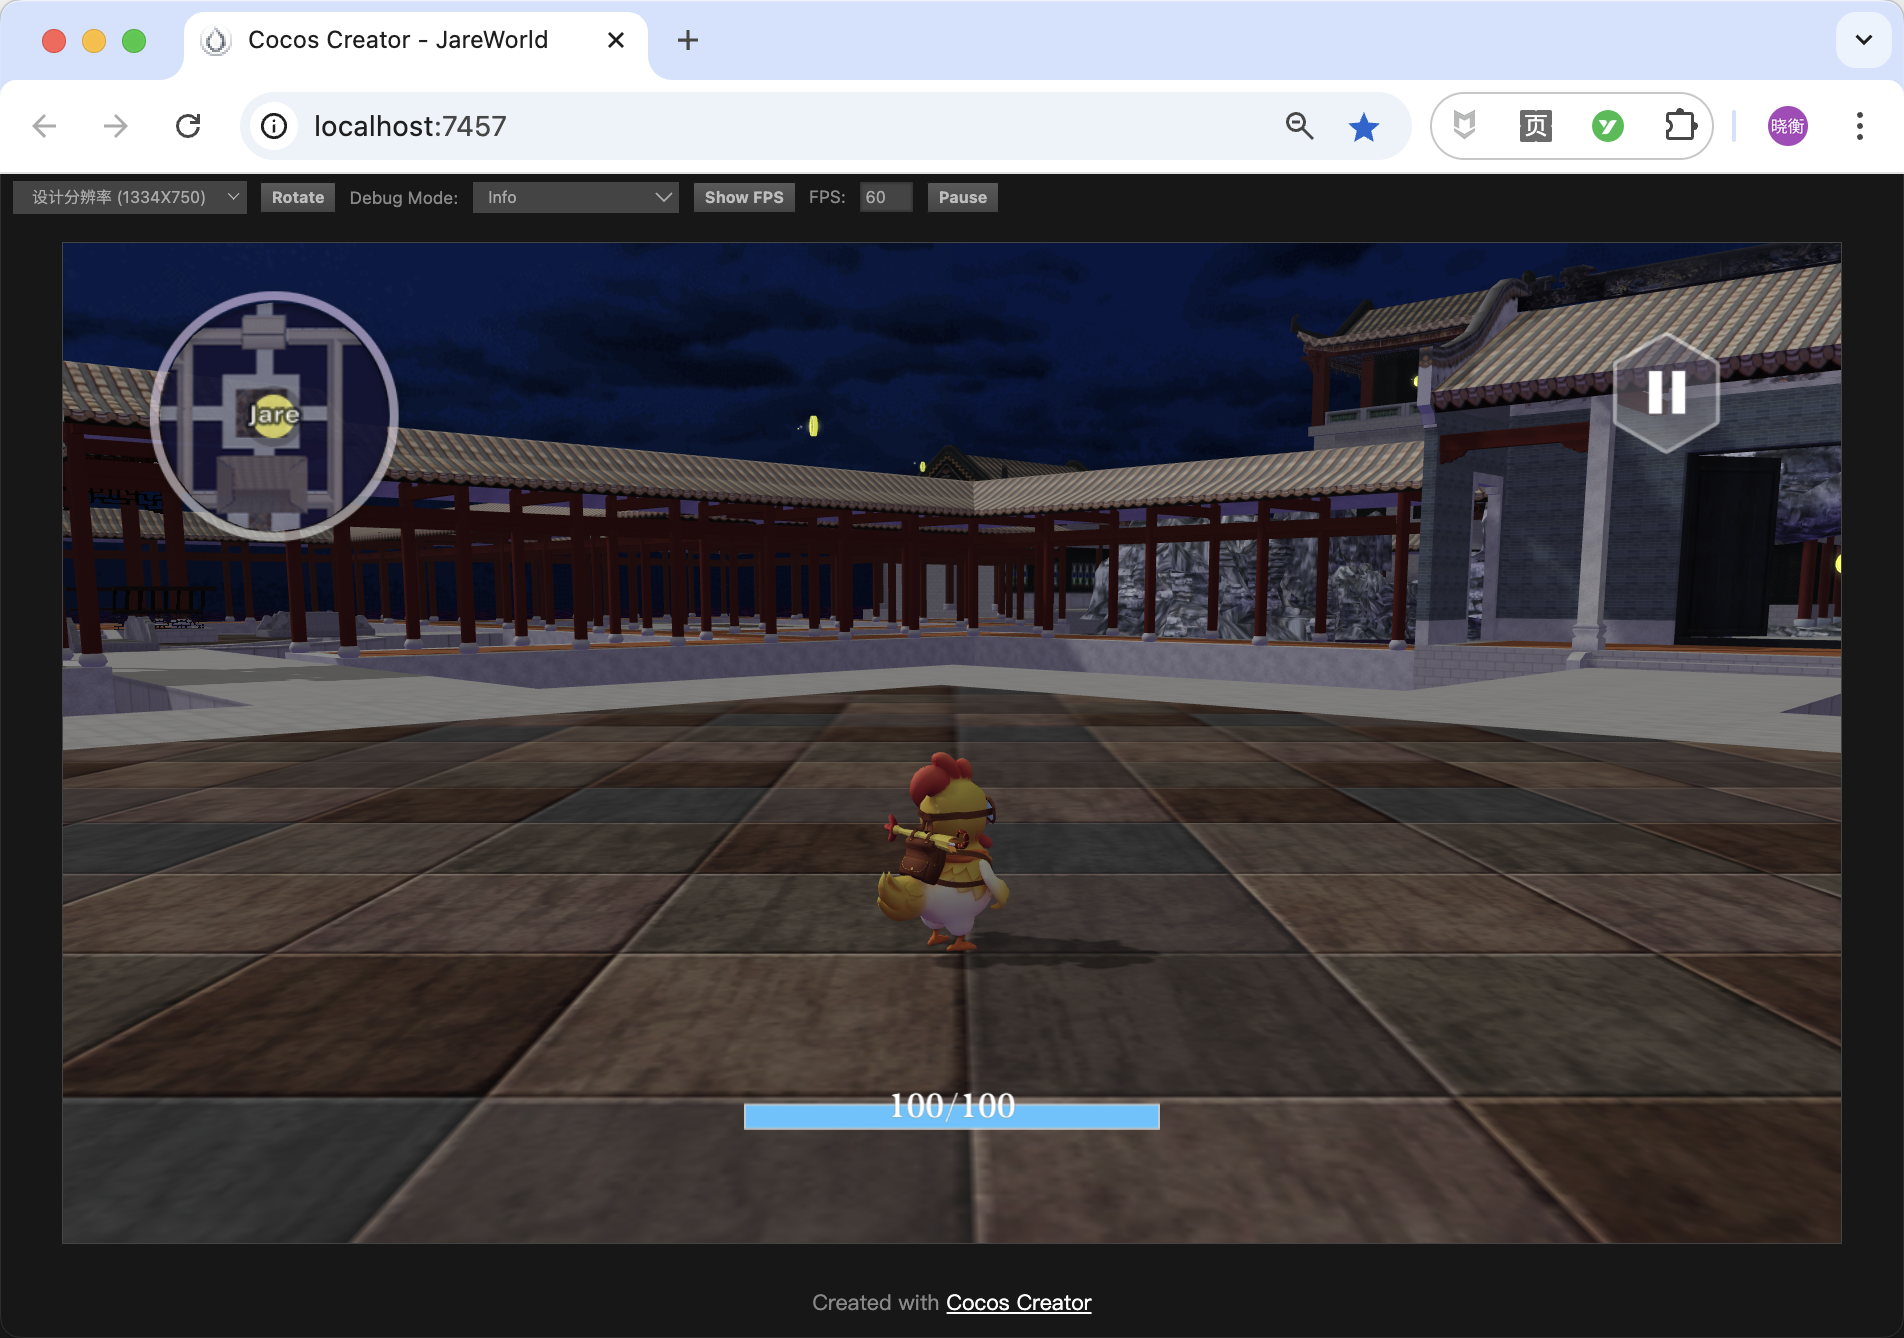 Cocos Creator - JareWorld
localhost:7457
页
晓衡
设计分辨率 (1334X750) Rotate Debug Mode: Info Show FPS FPS: 60 Pause
Jare
100/100
Created with Cocos Creator